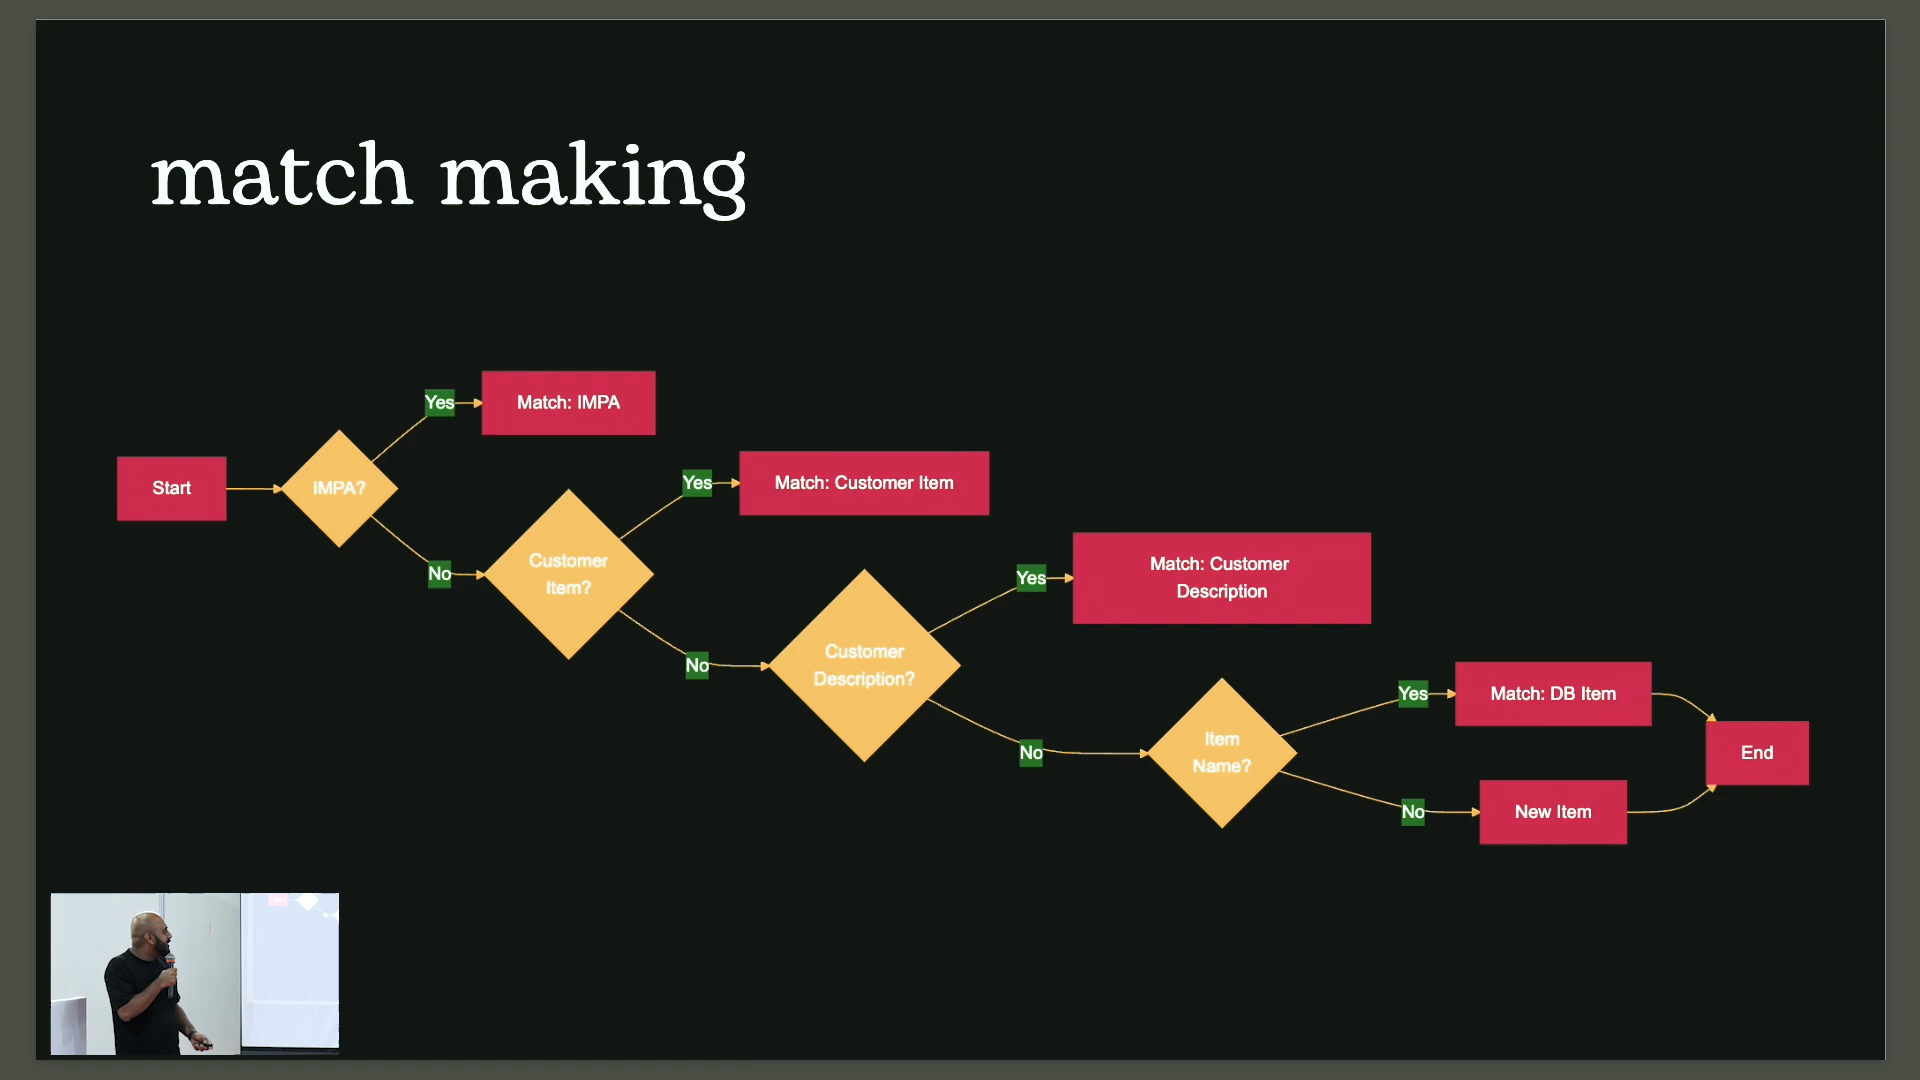 match making
Start
IMPA?
Yes
Match: IMPA
No
Customer
Item?
Yes
Match: Customer Item
No
Customer
Description?
Yes
Match: Customer
Description
No
Item
Name?
Yes
Match: DB Item
No
New Item
End